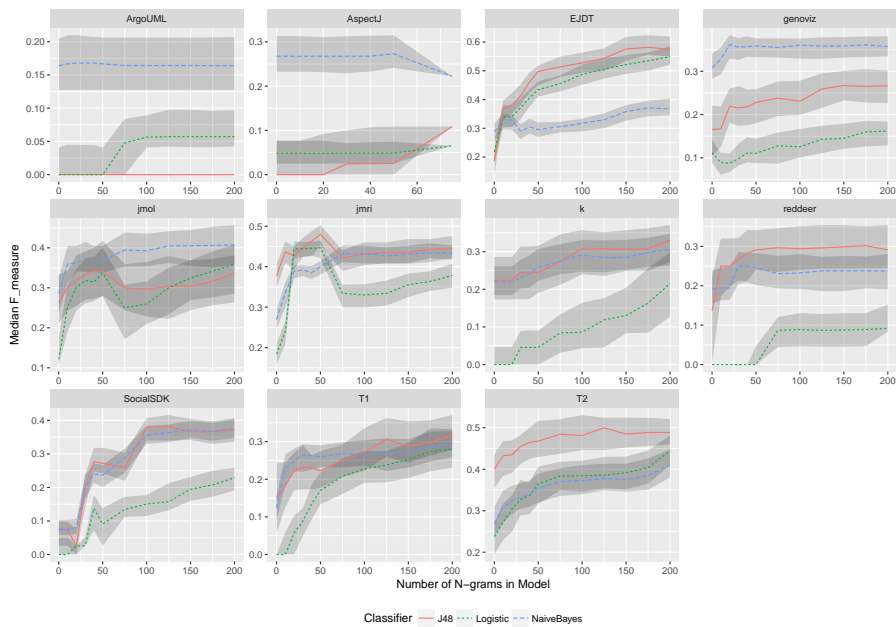 ArgoUML AspectJ EJDT genoviz
0.20
0.15
0.10
0.05
0.00
0 50 100 150 200
0.3
0.2
0.1
0.0
0 20 40 60
0.6
0.5
0.4
0.3
0.2
0 50 100 150 200
0.3
0.2
0.1
0 50 100 150 200
jmol jmri k reddeer
0.4
0.3
0.2
0.1
0 50 100 150 200
0.5
0.4
0.3
0.2
0 50 100 150 200
0.3
0.2
0.1
0.0
0 50 100 150 200
0.3
0.2
0.1
0.0
0 50 100 150 200
SocialSDK T1 T2
0.4
0.3
0.2
0.1
0.0
0 50 100 150 200
0.3
0.2
0.1
0.0
0 50 100 150 200
0.5
0.4
0.3
0.2
0 50 100 150 200
Median F_measure
Number of N-grams in Model
Classifier J48 Logistic NaiveBayes